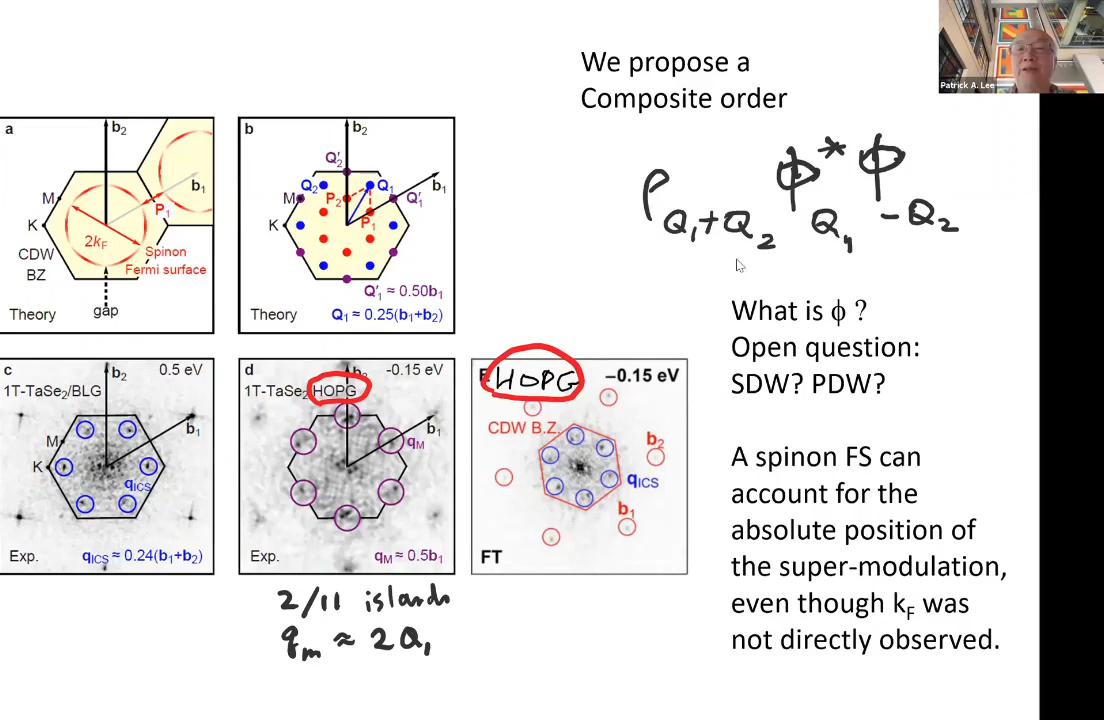 We propose a
Composite order
Patrick A. Lee
ρ Q₁+Q₂ ϕ* Q₁ ϕ -Q₂
a
b₂
b₁
M
P₁
K
2k_F
CDW
BZ
Spinon
Fermi surface
gap
Theory
b
b₂
Q′₂
Q₂
Q₁
b₁
M
P₂
Q′₁
P₁
K
Q′₁ ≈ 0.50b₁
Theory
Q₁ ≈ 0.25(b₁+b₂)
What is ϕ ?
Open question:
SDW? PDW?
c
b₂
0.5 eV
1T-TaSe₂/BLG
b₁
M
K
q_ICS
Exp.
q_ICS ≈ 0.24(b₁+b₂)
d
b₂
-0.15 eV
1T-TaSe₂ HOPG
b₁
q_M
Exp.
q_M ≈ 0.5b₁
HOPG
−0.15 eV
CDW B.Z.
b₂
q_ICS
b₁
FT
A spinon FS can
account for the
absolute position of
the super-modulation,
even though k_F was
not directly observed.
2/11 islands
q_m ≈ 2Q₁